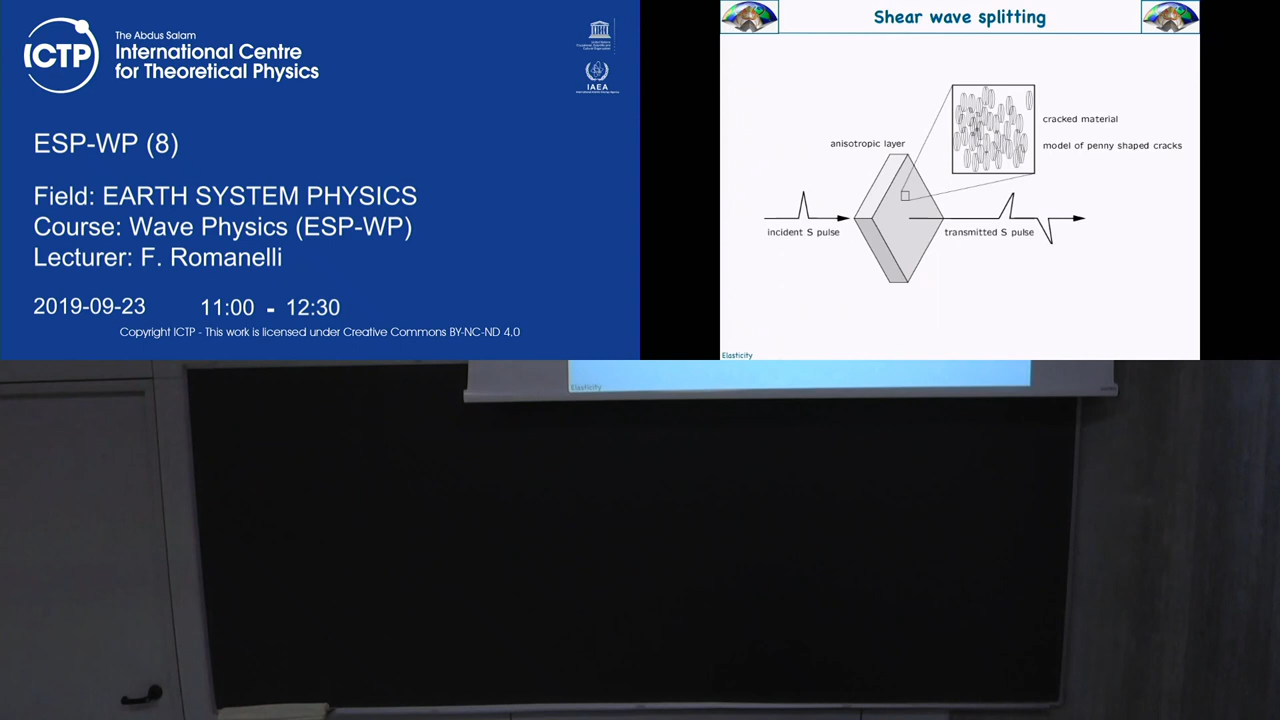 ICTP
The Abdus Salam
International Centre
for Theoretical Physics
IAEA
ESP-WP (8)
Field: EARTH SYSTEM PHYSICS
Course: Wave Physics (ESP-WP)
Lecturer: F. Romanelli
2019-09-23 11:00 - 12:30
Copyright ICTP - This work is licensed under Creative Commons BY-NC-ND 4.0
Shear wave splitting
cracked material
anisotropic layer
model of penny shaped cracks
incident S pulse
transmitted S pulse
Elasticity
Elasticity